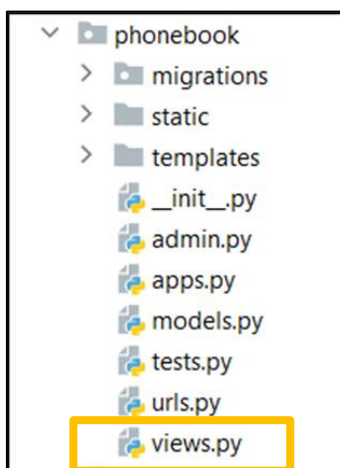 phonebook
migrations
static
templates
__init__.py
admin.py
apps.py
models.py
tests.py
urls.py
views.py